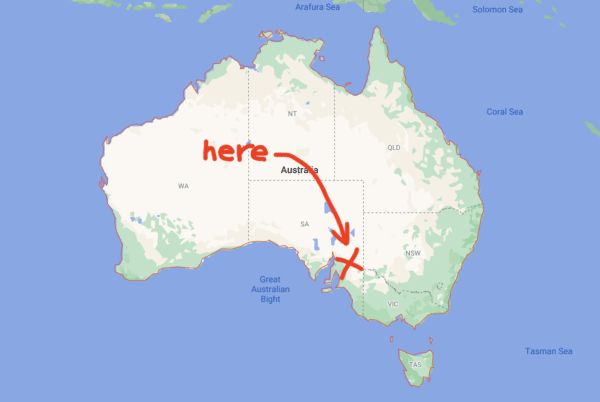 Arafura Sea
Solomon Sea
Coral Sea
NT
QLD
here
Australia
WA
SA
NSW
Great
Australian
Bight
VIC
Tasman Sea
TAS